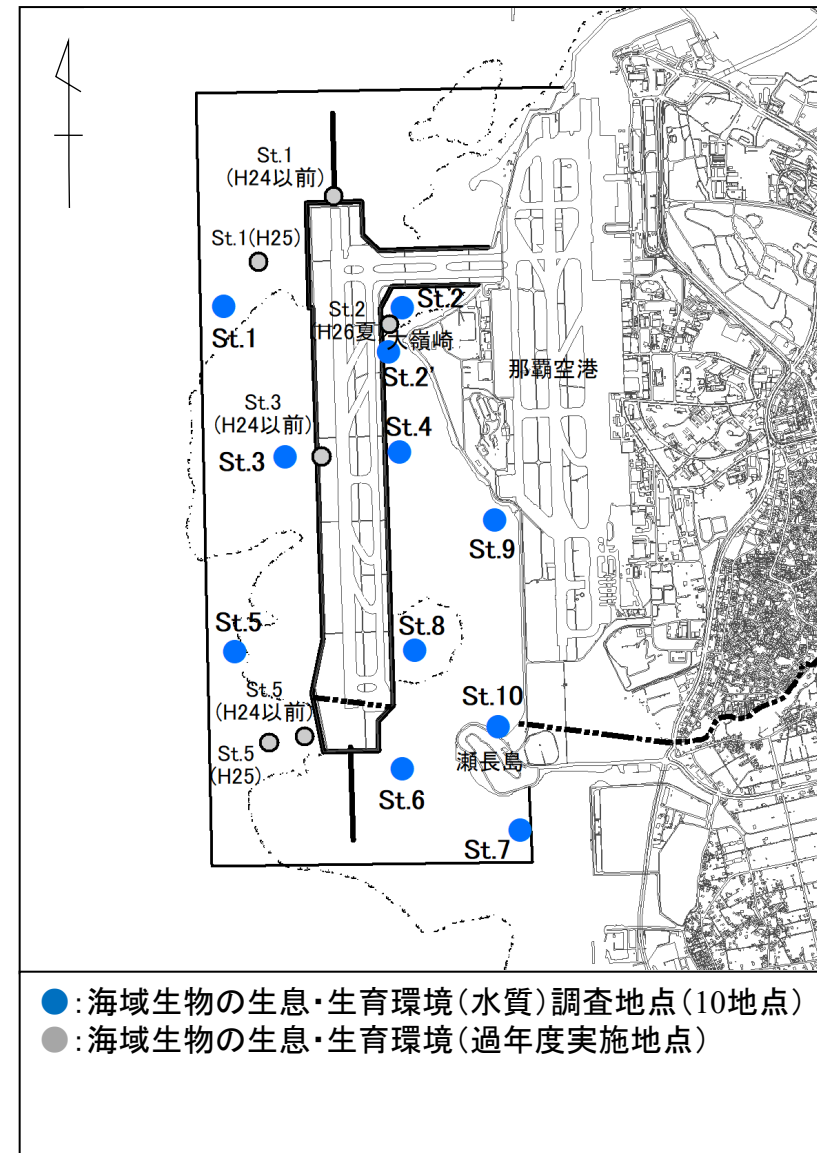 St.1
(H24以前)
St.1(H25)
St.1
St.2
St.2
(H26夏)
大嶺崎
St.2'
那覇空港
St.3
(H24以前)
St.3
St.4
St.9
St.5
St.8
St.5
(H24以前)
St.10
St.5
(H25)
瀬長島
St.6
St.7
●:海域生物の生息・生育環境(水質)調査地点(10地点)
●:海域生物の生息・生育環境(過年度実施地点)